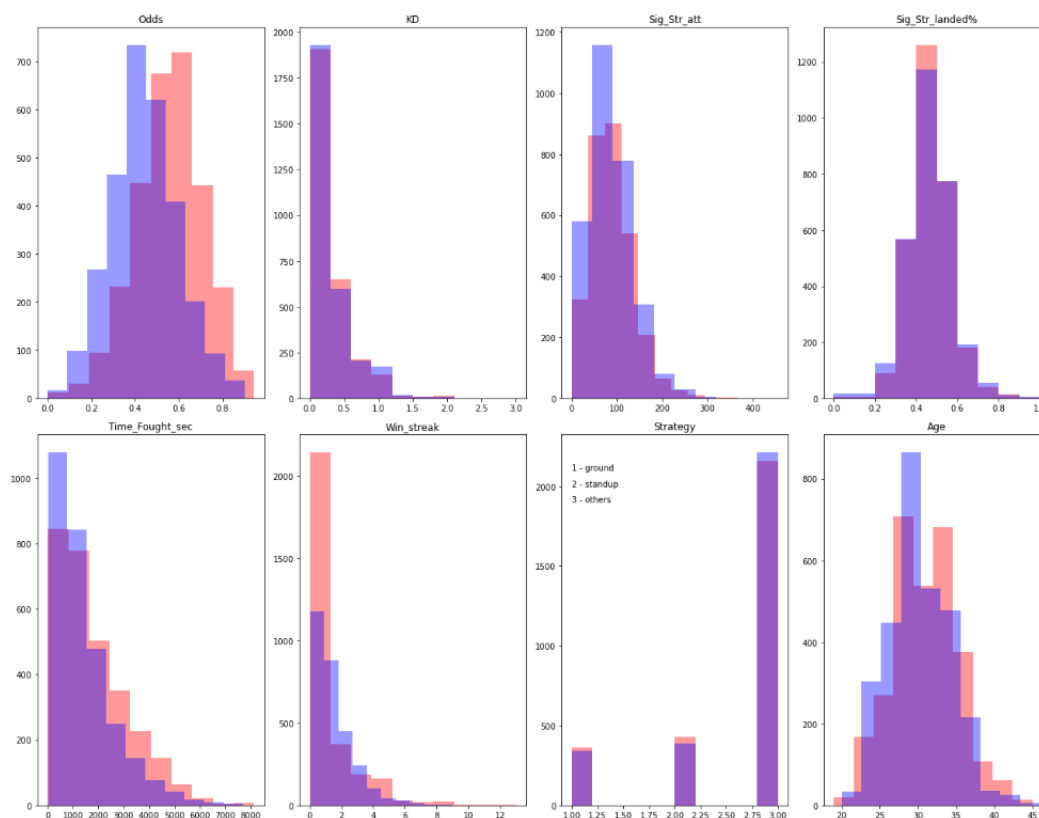 Odds
KD
Sig_Str_att
Sig_Str_landed%
700
600
500
400
300
200
100
0
0.0 0.2 0.4 0.6 0.8
2000
1750
1500
1250
1000
750
500
250
0
0.0 0.5 1.0 1.5 2.0 2.5 3.0
1200
1000
800
600
400
200
0
0 100 200 300 400
1200
1000
800
600
400
200
0
0.0 0.2 0.4 0.6 0.8
Time_Fought_sec
Win_streak
Strategy
Age
1000
800
600
400
200
0
0 1000 2000 3000 4000 5000 6000 7000 8000
2000
1500
1000
500
0
0 2 4 6 8 10 12
1 - ground
2 - standup
3 - others
2000
1500
1000
500
0
1.00 1.25 1.50 1.75 2.00 2.25 2.50 2.75 3.00
800
600
400
200
0
20 25 30 35 40 45